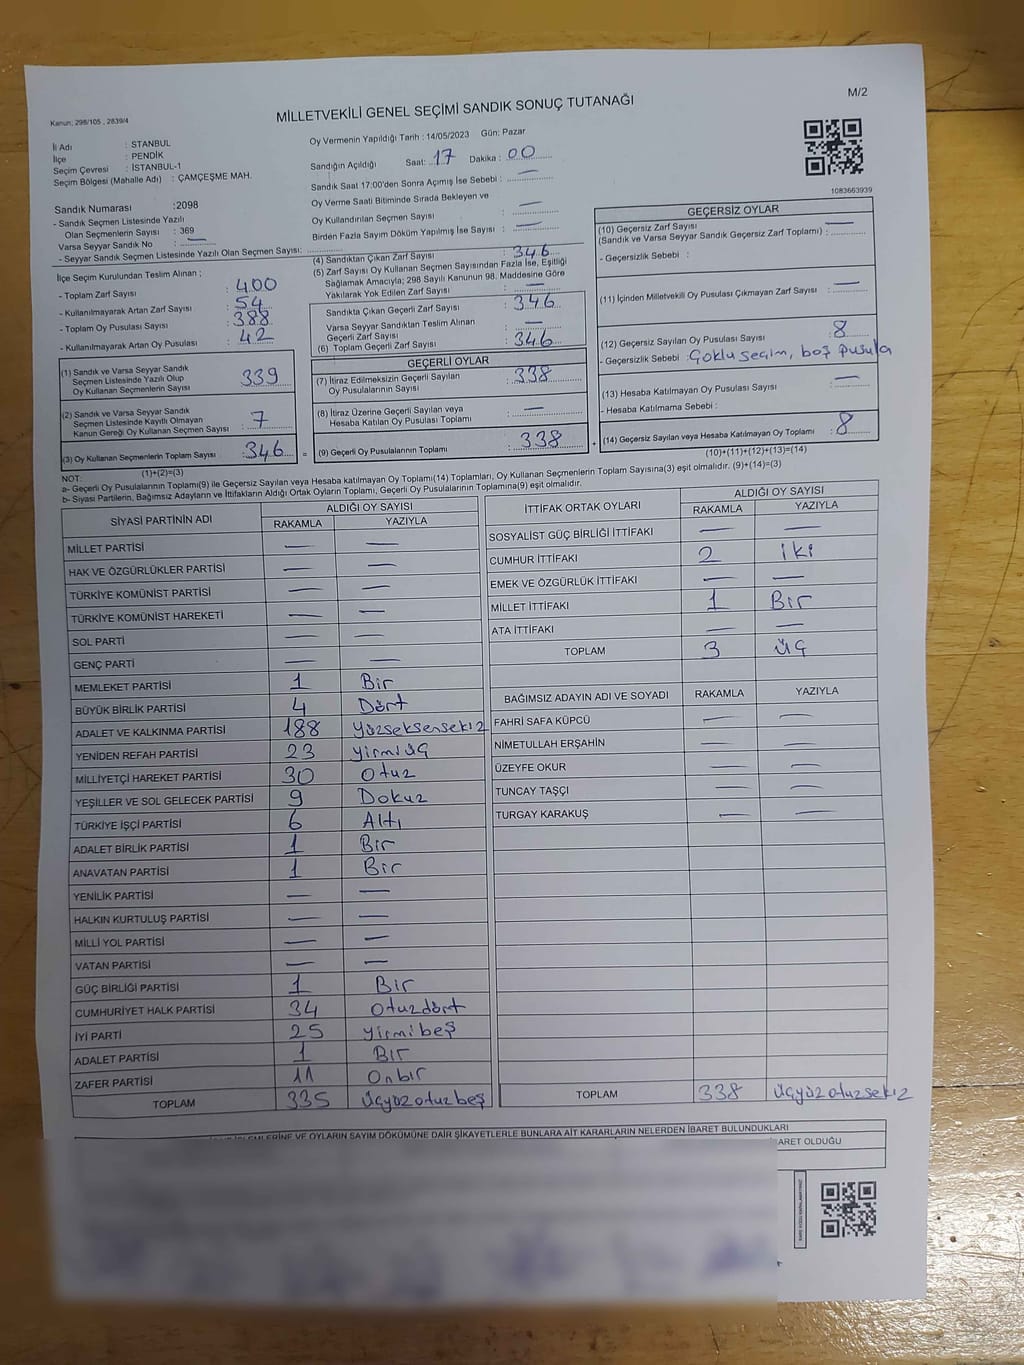 M/2
Kanun: 298/105 , 2839/4
MİLLETVEKİLİ GENEL SEÇİMİ SANDIK SONUÇ TUTANAĞI
İl Adı : STANBUL
İlçe : PENDİK
Seçim Çevresi : İSTANBUL-1
Seçim Bölgesi (Mahalle Adı) : ÇAMÇEŞME MAH.
Sandık Numarası :2098
- Sandık Seçmen Listesinde Yazılı
Olan Seçmenlerin Sayısı : 369
Varsa Seyyar Sandık No : —
- Seyyar Sandık Seçmen Listesinde Yazılı Olan Seçmen Sayısı:
Oy Vermenin Yapıldığı Tarih : 14/05/2023 Gün: Pazar
Sandığın Açıldığı Saat: 17 Dakika : 00
Sandık Saat 17:00'den Sonra Açımış İse Sebebi : —
Oy Verme Saati Bitiminde Sırada Bekleyen ve
Oy Kullandırılan Seçmen Sayısı : —
Birden Fazla Sayım Döküm Yapılmış İse Sayısı : —
1083663939
İlçe Seçim Kurulundan Teslim Alınan ;
- Toplam Zarf Sayısı : 400
- Kullanılmayarak Artan Zarf Sayısı : 54
- Toplam Oy Pusulası Sayısı : 388
- Kullanılmayarak Artan Oy Pusulası : 42
(1) Sandık ve Varsa Seyyar Sandık
Seçmen Listesinde Yazılı Olup
Oy Kullanan Seçmenlerin Sayısı : 339
(2) Sandık ve Varsa Seyyar Sandık
Seçmen Listesinde Kayıtlı Olmayan
Kanun Gereği Oy Kullanan Seçmen Sayısı : 7
(3) Oy Kullanan Seçmenlerin Toplam Sayısı : 346
(1)+(2)=(3)
(4) Sandıktan Çıkan Zarf Sayısı : 346
(5) Zarf Sayısı Oy Kullanan Seçmen Sayısından Fazla İse, Eşitliği
Sağlamak Amacıyla; 298 Sayılı Kanunun 98. Maddesine Göre
Yakılarak Yok Edilen Zarf Sayısı : —
Sandıkta Çıkan Geçerli Zarf Sayısı : 346
Varsa Seyyar Sandıktan Teslim Alınan
Geçerli Zarf Sayısı : —
(6) Toplam Geçerli Zarf Sayısı : 346
GEÇERLİ OYLAR
(7) İtiraz Edilmeksizin Geçerli Sayılan
Oy Pusulalarının Sayısı : 338
(8) İtiraz Üzerine Geçerli Sayılan veya
Hesaba Katılan Oy Pusulası Toplamı : —
= (9) Geçerli Oy Pusulalarının Toplamı : 338 +
GEÇERSİZ OYLAR
(10) Geçersiz Zarf Sayısı
(Sandık ve Varsa Seyyar Sandık Geçersiz Zarf Toplamı) : —
- Geçersizlik Sebebi :
(11) İçinden Milletvekili Oy Pusulası Çıkmayan Zarf Sayısı : —
(12) Geçersiz Sayılan Oy Pusulası Sayısı : 8
- Geçersizlik Sebebi :Çoklu seçim, boş pusula
(13) Hesaba Katılmayan Oy Pusulası Sayısı : —
- Hesaba Katılmama Sebebi :
(14) Geçersiz Sayılan veya Hesaba Katılmayan Oy Toplamı : 8
(10)+(11)+(12)+(13)=(14)
NOT:
a- Geçerli Oy Pusulalarının Toplamı(9) ile Geçersiz Sayılan veya Hesaba katılmayan Oy Toplamı(14) Toplamları, Oy Kullanan Seçmenlerin Toplam Sayısına(3) eşit olmalıdır. (9)+(14)=(3)
b- Siyasi Partilerin, Bağımsız Adayların ve İttifakların Aldığı Ortak Oyların Toplamı, Geçerli Oy Pusulalarının Toplamına(9) eşit olmalıdır.
SİYASİ PARTİNİN ADI ALDIĞI OY SAYISI
RAKAMLA YAZIYLA
MİLLET PARTİSİ — —
HAK VE ÖZGÜRLÜKLER PARTİSİ — —
TÜRKİYE KOMÜNİST PARTİSİ — —
TÜRKİYE KOMÜNİST HAREKETİ — —
SOL PARTİ — —
GENÇ PARTİ — —
MEMLEKET PARTİSİ 1 Bir
BÜYÜK BİRLİK PARTİSİ 4 Dört
ADALET VE KALKINMA PARTİSİ 188 Yüzseksensekiz
YENİDEN REFAH PARTİSİ 23 Yirmiüç
MİLLİYETÇİ HAREKET PARTİSİ 30 Otuz
YEŞİLLER VE SOL GELECEK PARTİSİ 9 Dokuz
TÜRKİYE İŞÇİ PARTİSİ 6 Altı
ADALET BİRLİK PARTİSİ 1 Bir
ANAVATAN PARTİSİ 1 Bir
YENİLİK PARTİSİ — —
HALKIN KURTULUŞ PARTİSİ — —
MİLLİ YOL PARTİSİ — —
VATAN PARTİSİ — —
GÜÇ BİRLİĞİ PARTİSİ 1 Bir
CUMHURİYET HALK PARTİSİ 34 Otuzdört
İYİ PARTİ 25 Yirmibeş
ADALET PARTİSİ 1 Bir
ZAFER PARTİSİ 11 Onbir
TOPLAM 335 Üçyüzotuzbeş
İTTİFAK ORTAK OYLARI ALDIĞI OY SAYISI
RAKAMLA YAZIYLA
SOSYALİST GÜÇ BİRLİĞİ İTTİFAKI — —
CUMHUR İTTİFAKI 2 iki
EMEK VE ÖZGÜRLÜK İTTİFAKI — —
MİLLET İTTİFAKI 1 Bir
ATA İTTİFAKI — —
TOPLAM 3 Üç
BAĞIMSIZ ADAYIN ADI VE SOYADI RAKAMLA YAZIYLA
FAHRİ SAFA KÜPCÜ — —
NİMETULLAH ERŞAHİN — —
ÜZEYFE OKUR — —
TUNCAY TAŞÇI — —
TURGAY KARAKUŞ — —
TOPLAM 338 Üçyüzotuzsekiz
İŞLEMLERİNE VE OYLARIN SAYIM DÖKÜMÜNE DAİR ŞİKAYETLERLE BUNLARA AİT KARARLARIN NELERDEN İBARET BULUNDUKLARI
BARET OLDUĞU